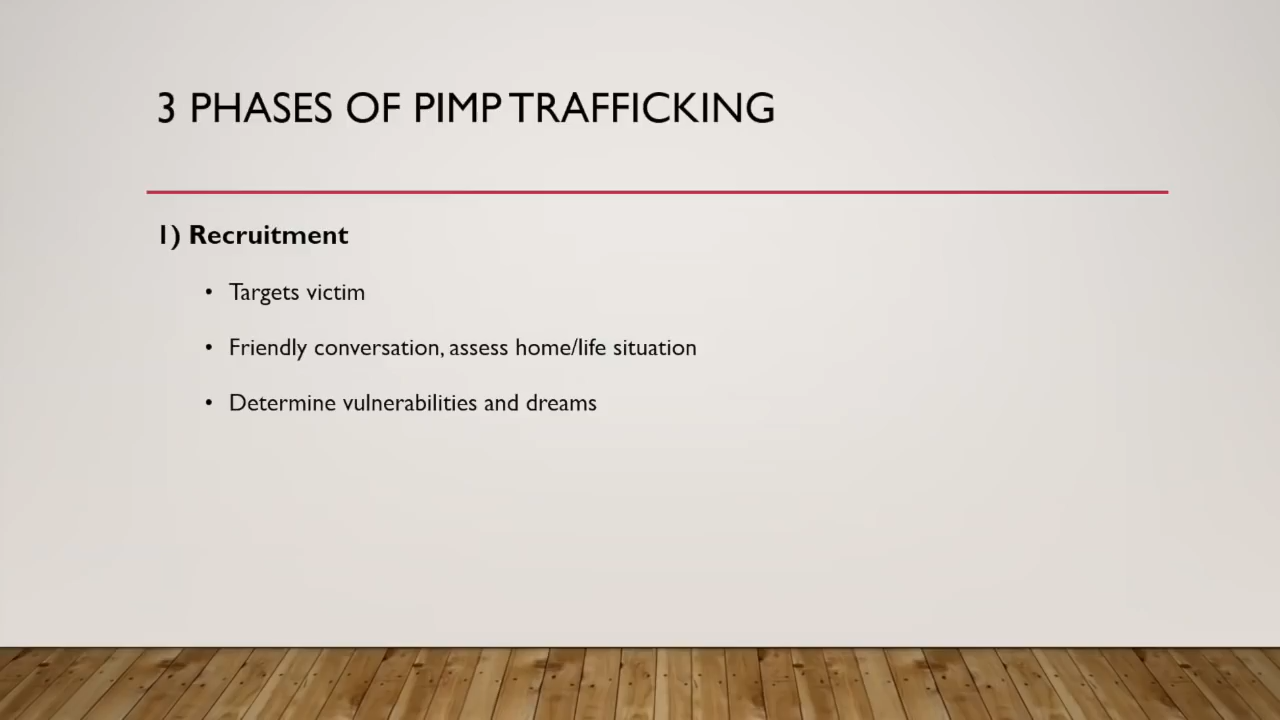 3 PHASES OF PIMP TRAFFICKING
1) Recruitment
• Targets victim
• Friendly conversation, assess home/life situation
• Determine vulnerabilities and dreams